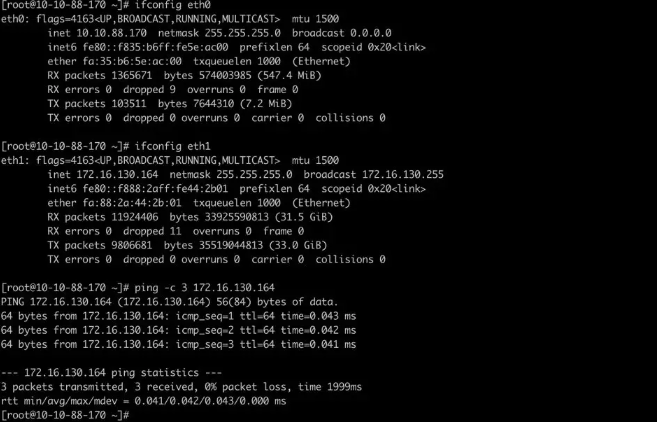 [root@10-10-88-170 ~]# ifconfig eth0
eth0: flags=4163<UP,BROADCAST,RUNNING,MULTICAST>  mtu 1500
        inet 10.10.88.170  netmask 255.255.255.0  broadcast 0.0.0.0
        inet6 fe80::f835:b6ff:fe5e:ac00  prefixlen 64  scopeid 0x20<link>
        ether fa:35:b6:5e:ac:00  txqueuelen 1000  (Ethernet)
        RX packets 1365671  bytes 574003985 (547.4 MiB)
        RX errors 0  dropped 9  overruns 0  frame 0
        TX packets 103511  bytes 7644310 (7.2 MiB)
        TX errors 0  dropped 0 overruns 0  carrier 0  collisions 0

[root@10-10-88-170 ~]# ifconfig eth1
eth1: flags=4163<UP,BROADCAST,RUNNING,MULTICAST>  mtu 1500
        inet 172.16.130.164  netmask 255.255.255.0  broadcast 172.16.130.255
        inet6 fe80::f888:2aff:fe44:2b01  prefixlen 64  scopeid 0x20<link>
        ether fa:88:2a:44:2b:01  txqueuelen 1000  (Ethernet)
        RX packets 11924406  bytes 33925590813 (31.5 GiB)
        RX errors 0  dropped 11  overruns 0  frame 0
        TX packets 9806681  bytes 35519044813 (33.0 GiB)
        TX errors 0  dropped 0 overruns 0  carrier 0  collisions 0

[root@10-10-88-170 ~]# ping -c 3 172.16.130.164
PING 172.16.130.164 (172.16.130.164) 56(84) bytes of data.
64 bytes from 172.16.130.164: icmp_seq=1 ttl=64 time=0.043 ms
64 bytes from 172.16.130.164: icmp_seq=2 ttl=64 time=0.042 ms
64 bytes from 172.16.130.164: icmp_seq=3 ttl=64 time=0.041 ms

--- 172.16.130.164 ping statistics ---
3 packets transmitted, 3 received, 0% packet loss, time 1999ms
rtt min/avg/max/mdev = 0.041/0.042/0.043/0.000 ms
[root@10-10-88-170 ~]#